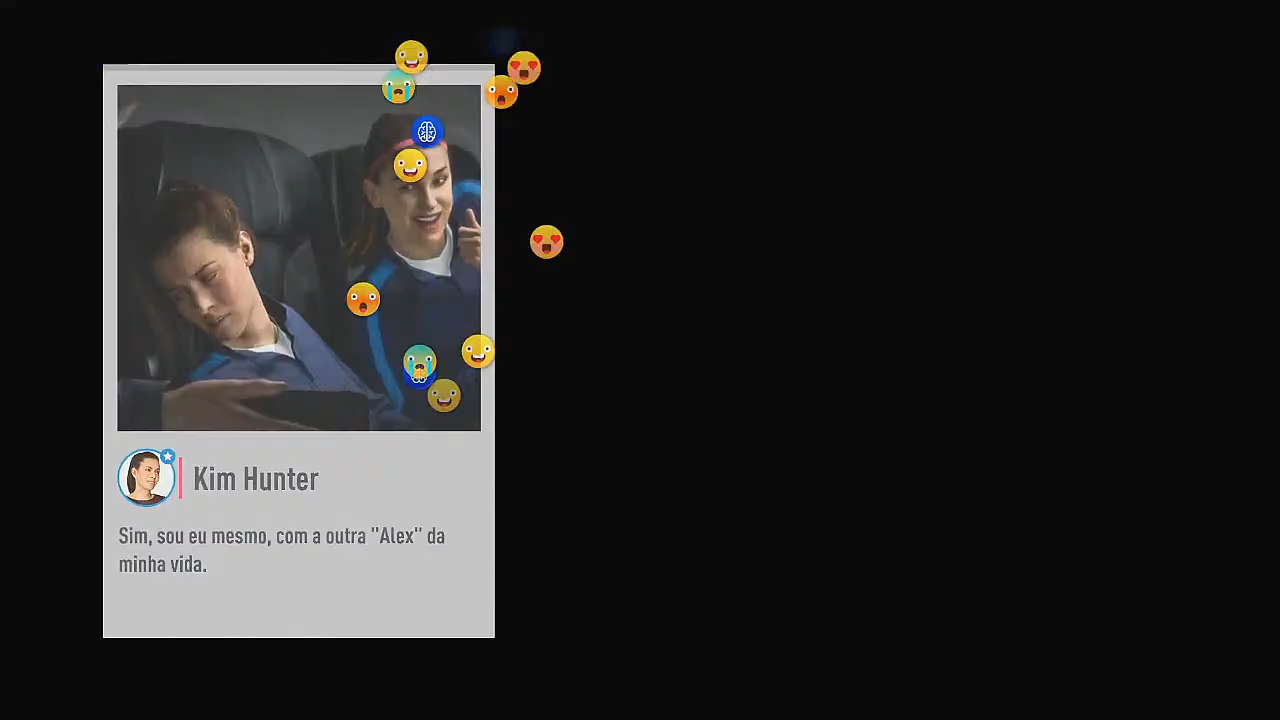 Kim Hunter
Sim, sou eu mesmo, com a outra "Alex" da
minha vida.